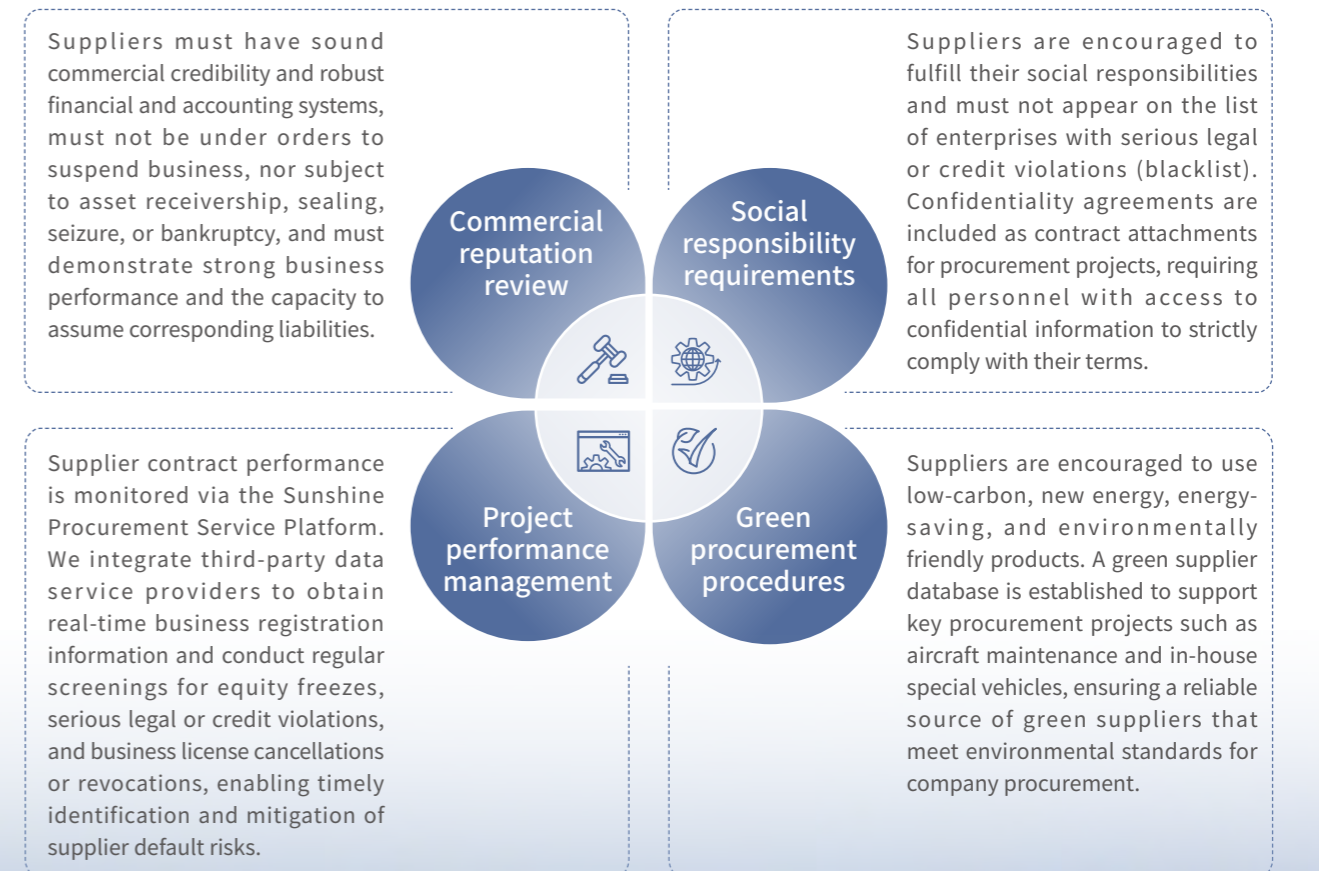 Suppliers must have sound
commercial credibility and robust
financial and accounting systems,
must not be under orders to
suspend business, nor subject
to asset receivership, sealing,
seizure, or bankruptcy, and must
demonstrate strong business
performance and the capacity to
assume corresponding liabilities.
Commercial
reputation
review
Social
responsibility
requirements
Suppliers are encouraged to
fulfill their social responsibilities
and must not appear on the list
of enterprises with serious legal
or credit violations (blacklist).
Confidentiality agreements are
included as contract attachments
for procurement projects, requiring
all personnel with access to
confidential information to strictly
comply with their terms.
Supplier contract performance
is monitored via the Sunshine
Procurement Service Platform.
We integrate third-party data
service providers to obtain
real-time business registration
information and conduct regular
screenings for equity freezes,
serious legal or credit violations,
and business license cancellations
or revocations, enabling timely
identification and mitigation of
supplier default risks.
Project
performance
management
Green
procurement
procedures
Suppliers are encouraged to use
low-carbon, new energy, energy-
saving, and environmentally
friendly products. A green supplier
database is established to support
key procurement projects such as
aircraft maintenance and in-house
special vehicles, ensuring a reliable
source of green suppliers that
meet environmental standards for
company procurement.